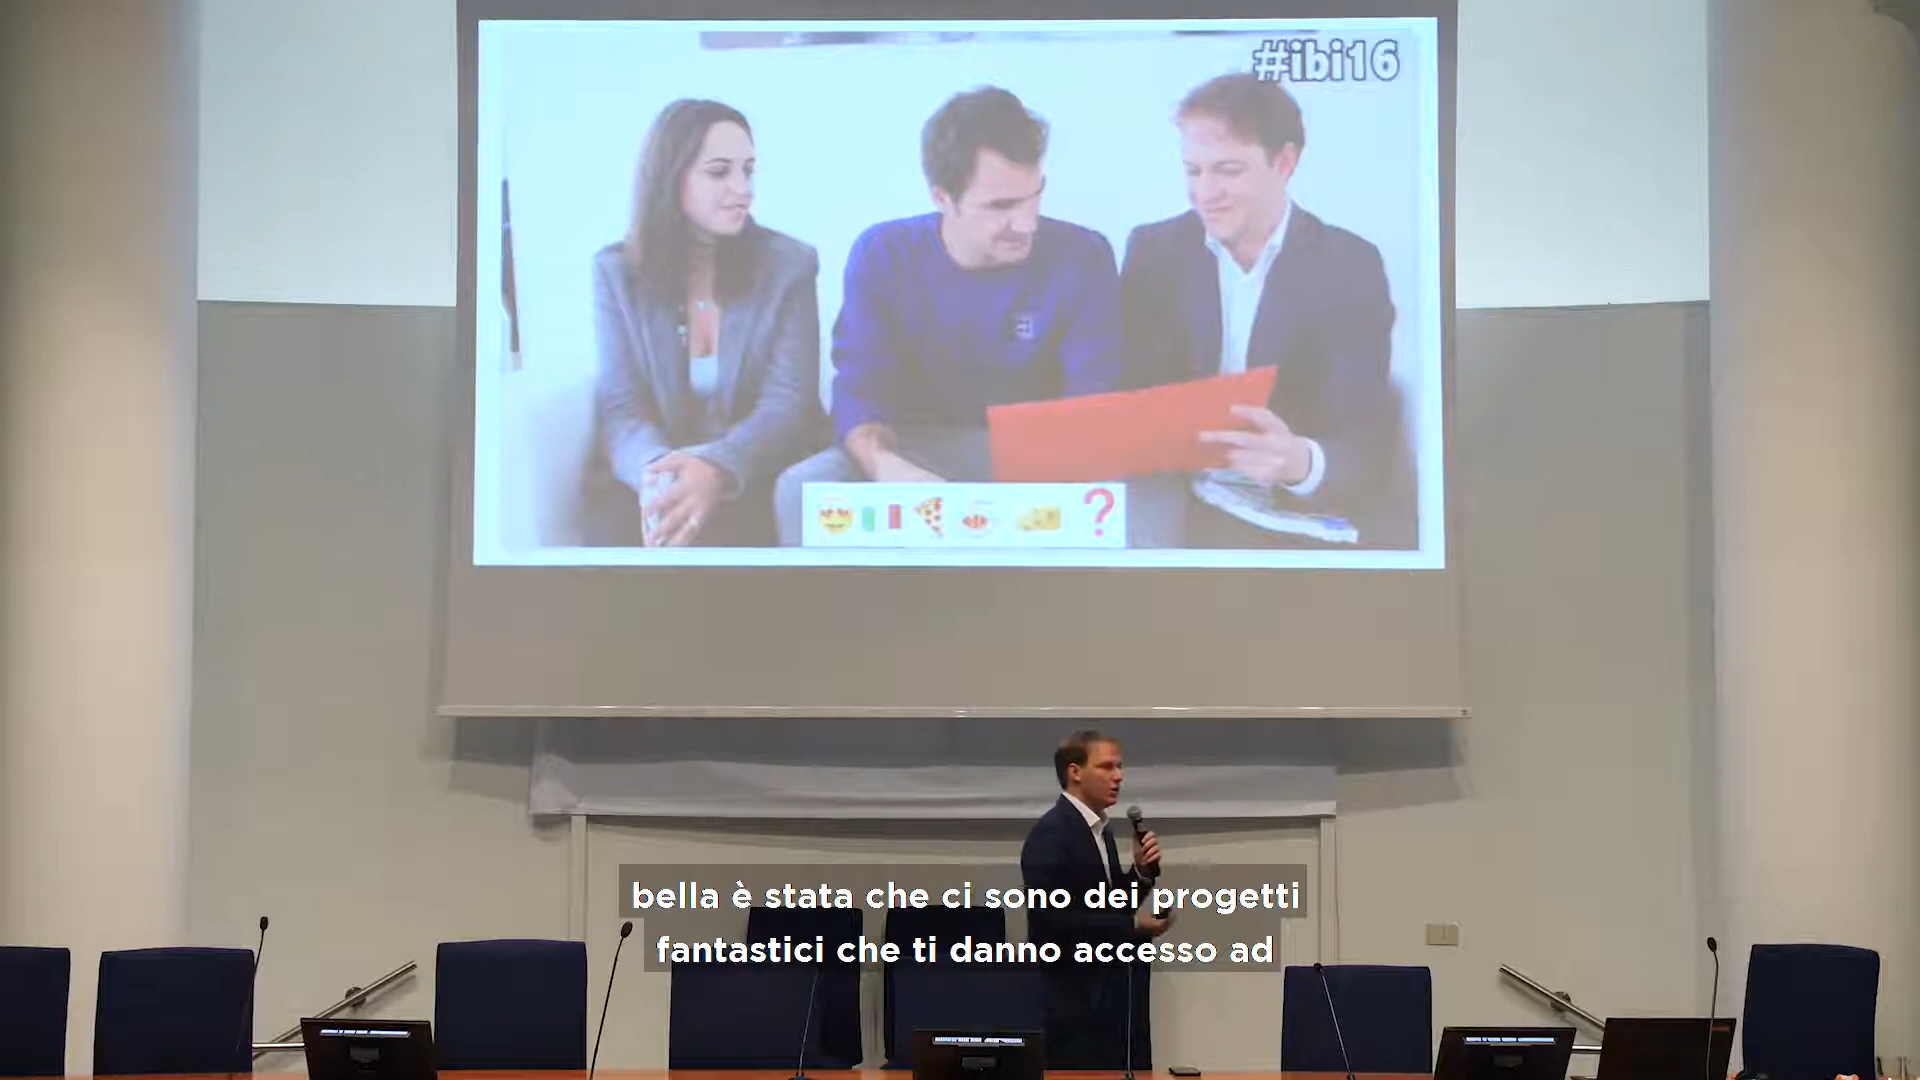 #ibi16
?
bella è stata che ci sono dei progetti
fantastici che ti danno accesso ad